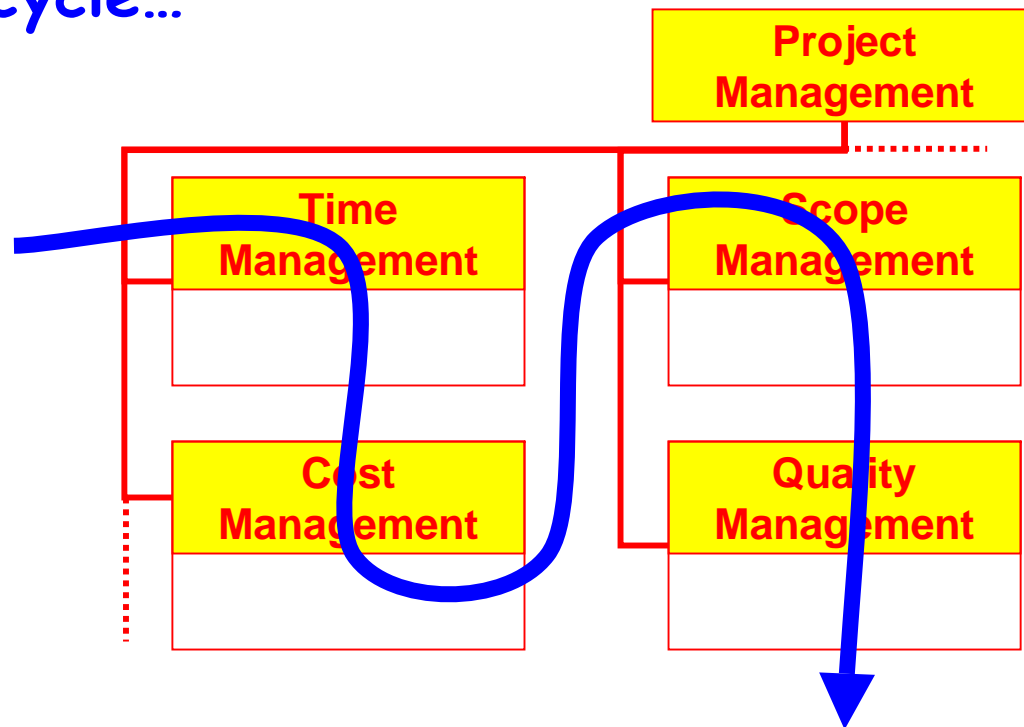 cycle…
Project
Management
Time
Management
Scope
Management
Cost
Management
Quality
Management